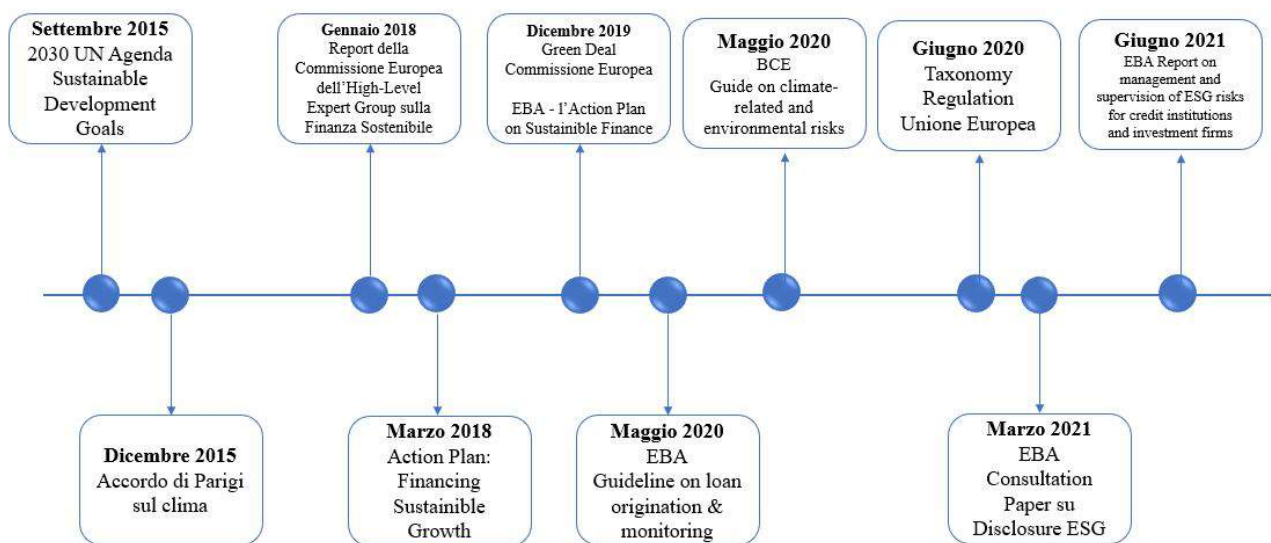 Settembre 2015
2030 UN Agenda
Sustainable
Development
Goals
Gennaio 2018
Report della
Commissione Europea
dell'High-Level
Expert Group sulla
Finanza Sostenibile
Dicembre 2019
Green Deal
Commissione Europea
EBA - l'Action Plan
on Sustainible Finance
Maggio 2020
BCE
Guide on climate-
related and
environmental risks
Giugno 2020
Taxonomy
Regulation
Unione Europea
Giugno 2021
EBA Report on
management and
supervision of ESG risks
for credit institutions
and investment firms
Dicembre 2015
Accordo di Parigi
sul clima
Marzo 2018
Action Plan:
Financing
Sustainible
Growth
Maggio 2020
EBA
Guideline on loan
origination &
monitoring
Marzo 2021
EBA
Consultation
Paper su
Disclosure ESG